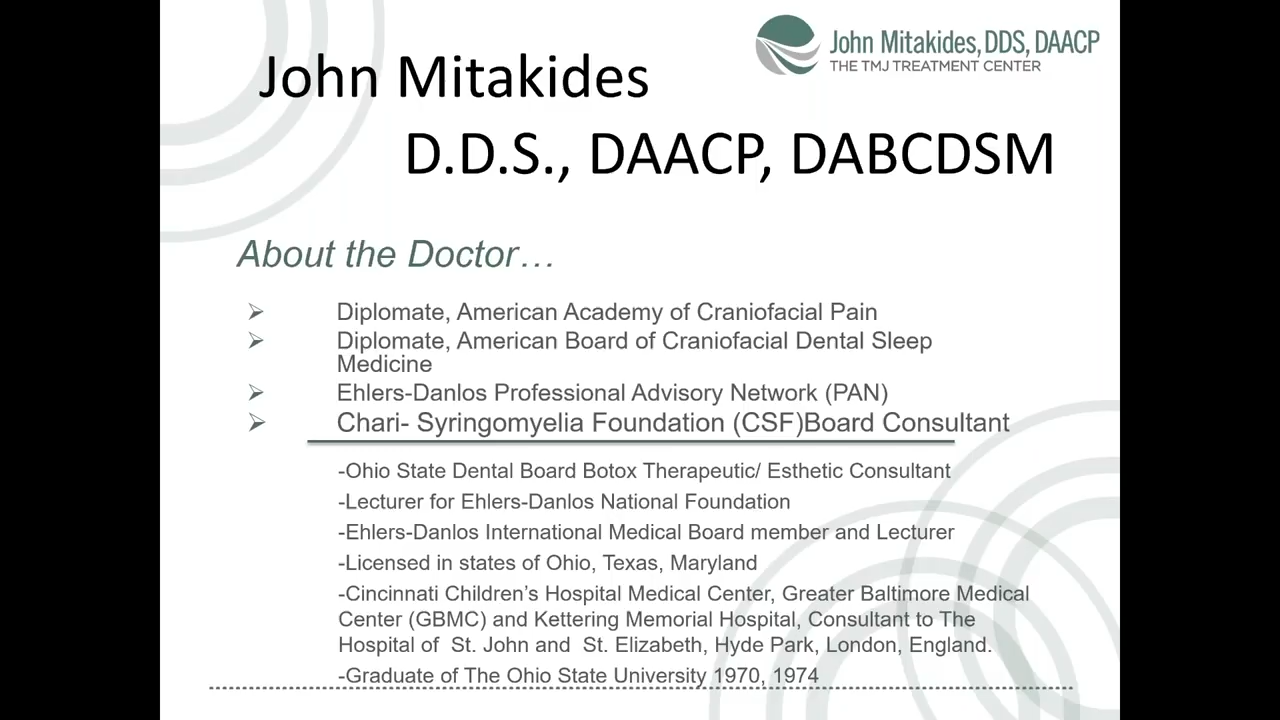 John Mitakides, DDS, DAACP
THE TMJ TREATMENT CENTER
John Mitakides
D.D.S., DAACP, DABCDSM
About the Doctor…
➢ Diplomate, American Academy of Craniofacial Pain
➢ Diplomate, American Board of Craniofacial Dental Sleep
Medicine
➢ Ehlers-Danlos Professional Advisory Network (PAN)
➢ Chari- Syringomyelia Foundation (CSF)Board Consultant
-Ohio State Dental Board Botox Therapeutic/ Esthetic Consultant
-Lecturer for Ehlers-Danlos National Foundation
-Ehlers-Danlos International Medical Board member and Lecturer
-Licensed in states of Ohio, Texas, Maryland
-Cincinnati Children’s Hospital Medical Center, Greater Baltimore Medical
Center (GBMC) and Kettering Memorial Hospital, Consultant to The
Hospital of St. John and St. Elizabeth, Hyde Park, London, England.
-Graduate of The Ohio State University 1970, 1974